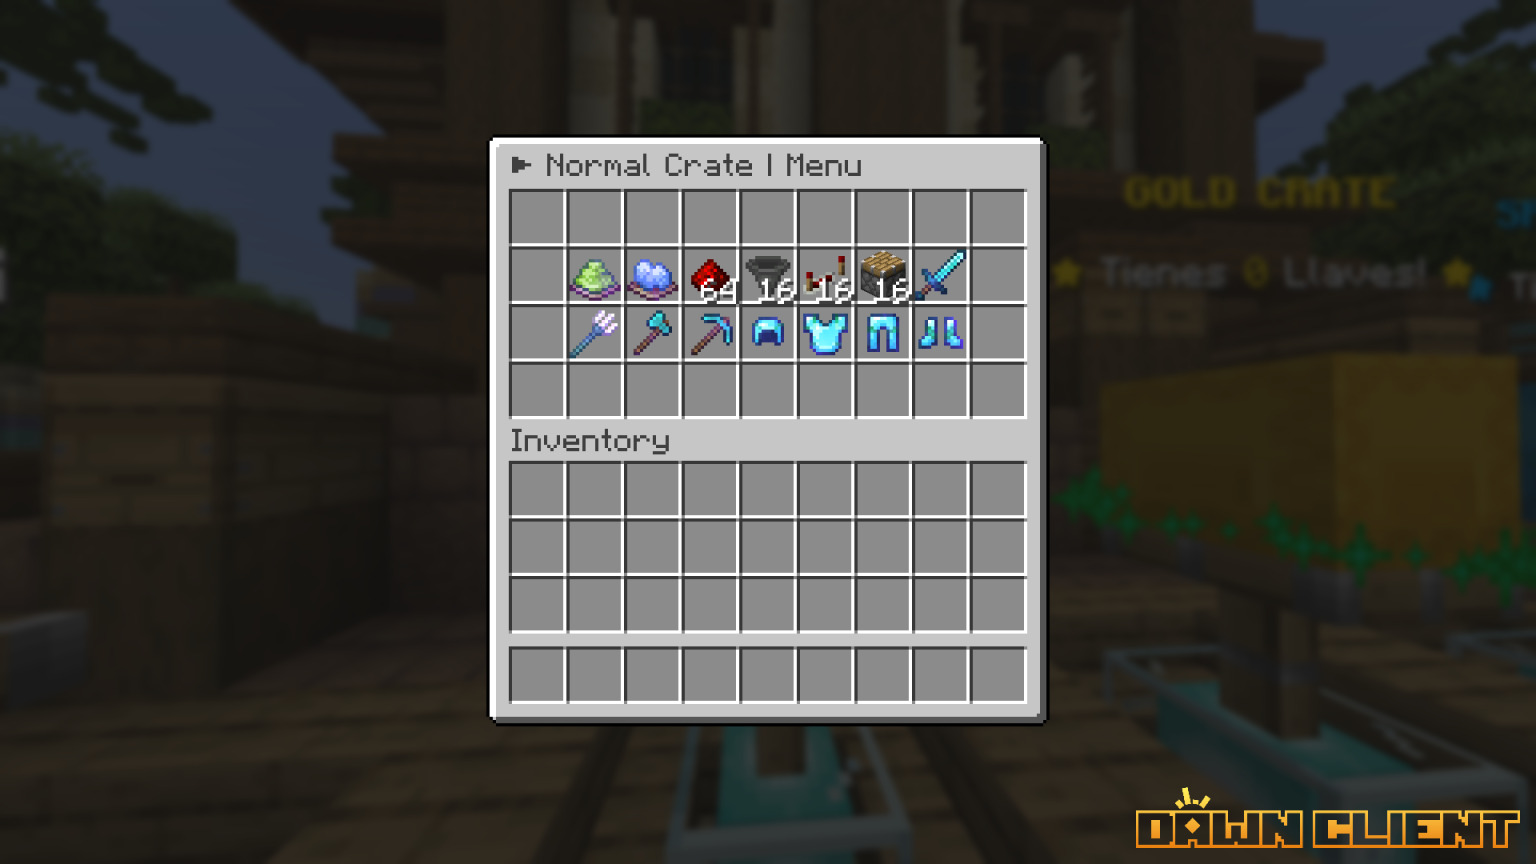 ► Normal Crate | Menu
GOLD CRATE
Tienes 0 Llaves!
64 16 16 16
Inventory
DAWN CLIENT